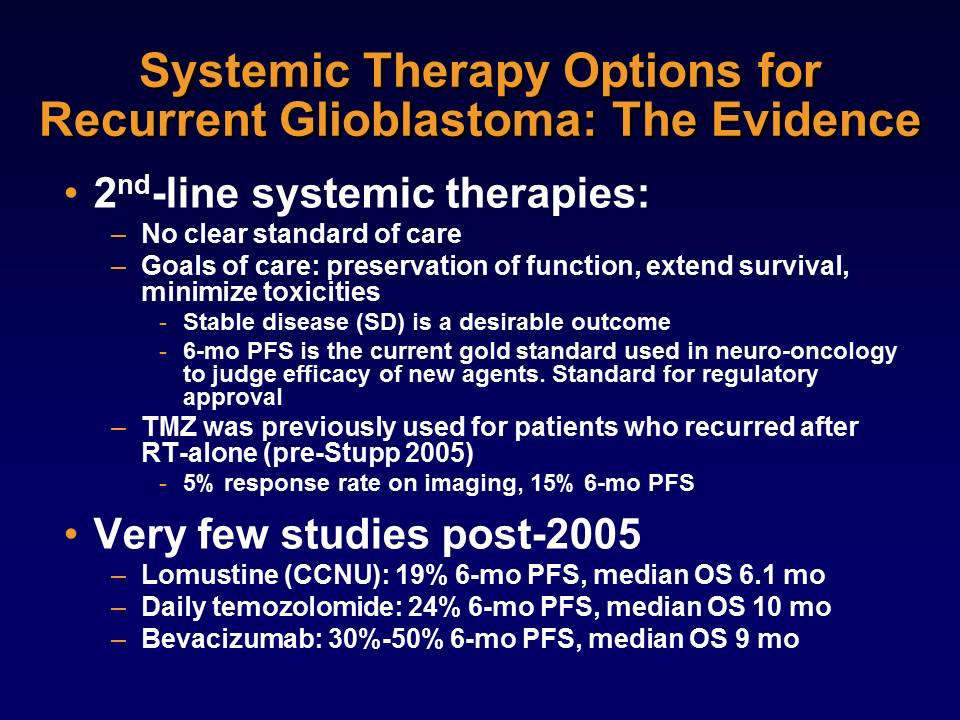 Systemic Therapy Options for
Recurrent Glioblastoma: The Evidence
• 2nd-line systemic therapies:
– No clear standard of care
– Goals of care: preservation of function, extend survival,
minimize toxicities
- Stable disease (SD) is a desirable outcome
- 6-mo PFS is the current gold standard used in neuro-oncology
to judge efficacy of new agents. Standard for regulatory
approval
– TMZ was previously used for patients who recurred after
RT-alone (pre-Stupp 2005)
- 5% response rate on imaging, 15% 6-mo PFS
• Very few studies post-2005
– Lomustine (CCNU): 19% 6-mo PFS, median OS 6.1 mo
– Daily temozolomide: 24% 6-mo PFS, median OS 10 mo
– Bevacizumab: 30%-50% 6-mo PFS, median OS 9 mo